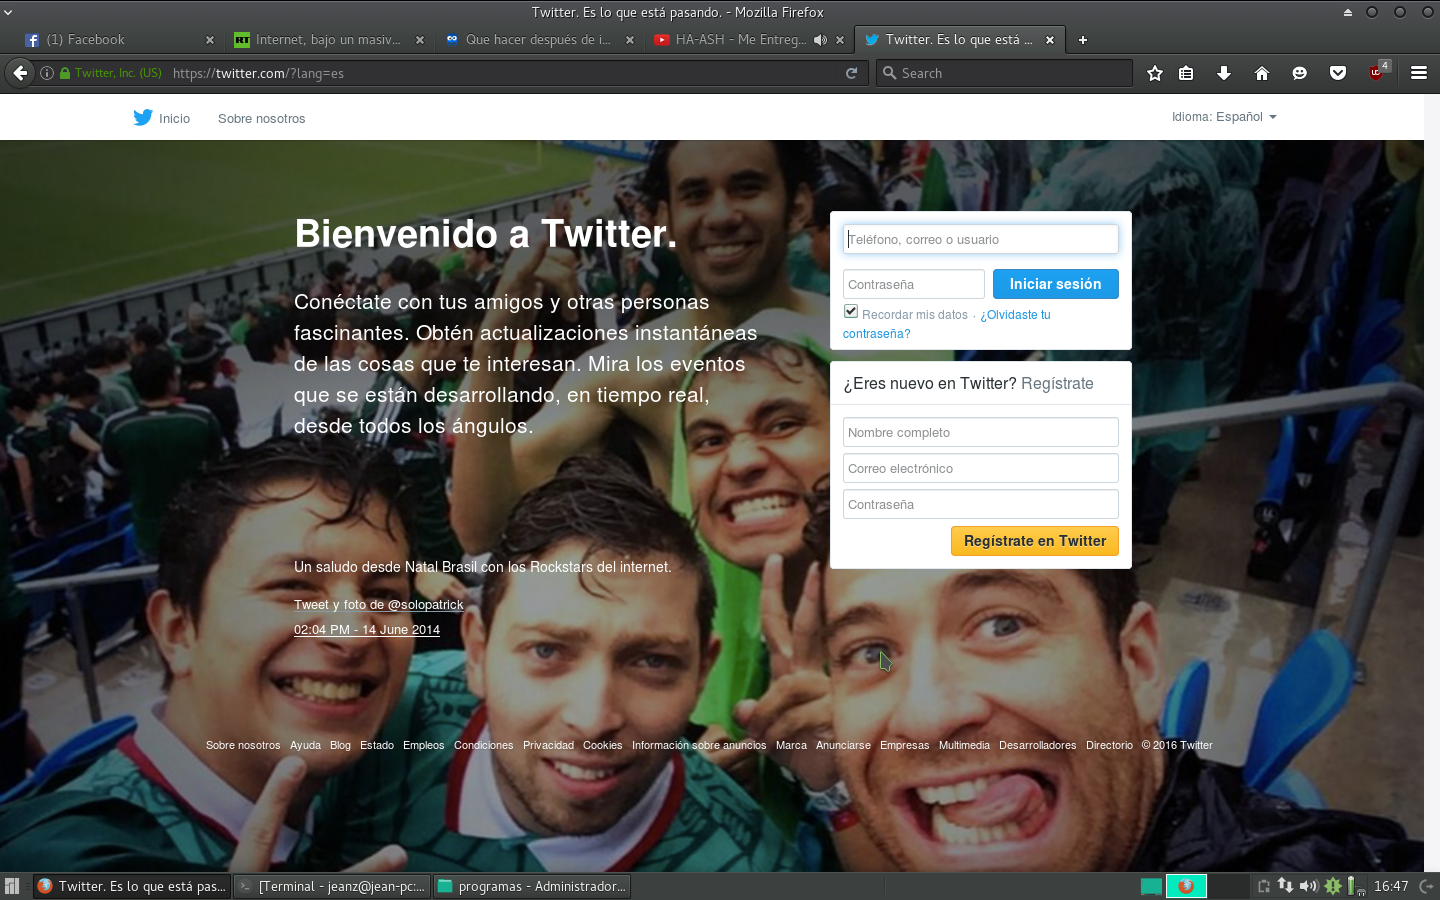 Twitter. Es lo que está pasando. - Mozilla Firefox
(1) Facebook
RT
Internet, bajo un masiv...
Que hacer después de i...
HA-ASH - Me Entreg...
Twitter. Es lo que está ...
Twitter, Inc. (US)
https://twitter.com/?lang=es
Search
4
Inicio
Sobre nosotros
Idioma: Español
Bienvenido a Twitter.
Conéctate con tus amigos y otras personas
fascinantes. Obtén actualizaciones instantáneas
de las cosas que te interesan. Mira los eventos
que se están desarrollando, en tiempo real,
desde todos los ángulos.
Un saludo desde Natal Brasil con los Rockstars del internet.
Tweet y foto de @solopatrick
02:04 PM - 14 June 2014
Teléfono, correo o usuario
Contraseña
Iniciar sesión
Recordar mis datos · ¿Olvidaste tu
contraseña?
¿Eres nuevo en Twitter? Regístrate
Nombre completo
Correo electrónico
Contraseña
Regístrate en Twitter
Sobre nosotros Ayuda Blog Estado Empleos Condiciones Privacidad Cookies Información sobre anuncios Marca Anunciarse Empresas Multimedia Desarrolladores Directorio © 2016 Twitter
Twitter. Es lo que está pas...
[Terminal - jeanz@jean-pc:...
programas - Administrador...
16:47